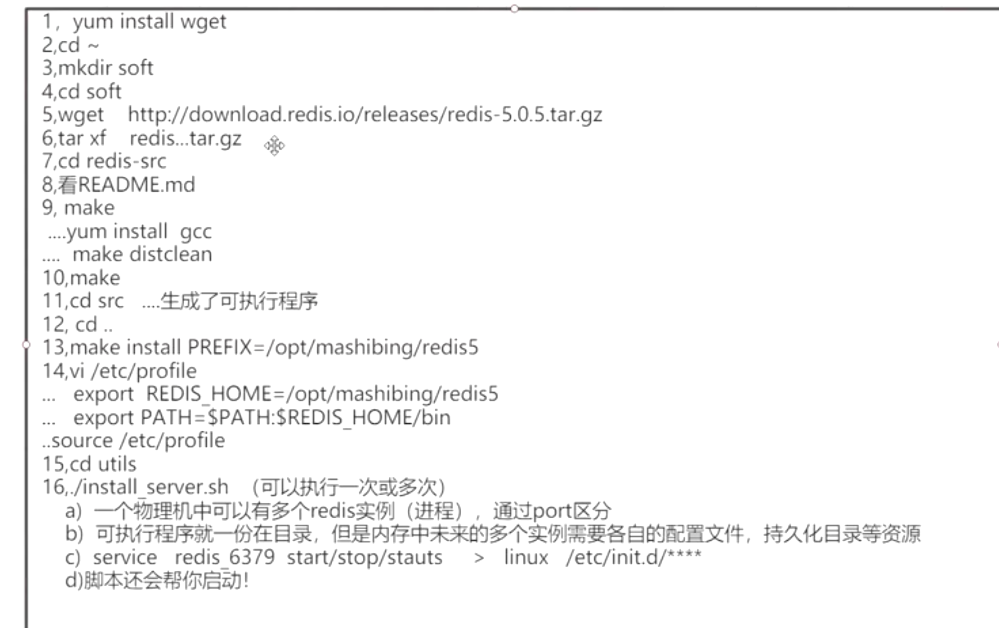 1，yum install wget
2,cd ~
3,mkdir soft
4,cd soft
5,wget    http://download.redis.io/releases/redis-5.0.5.tar.gz
6,tar xf    redis...tar.gz
7,cd redis-src
8,看README.md
9, make
 ....yum install  gcc
....  make distclean
10,make
11,cd src   ....生成了可执行程序
12, cd ..
13,make install PREFIX=/opt/mashibing/redis5
14,vi /etc/profile
...   export  REDIS_HOME=/opt/mashibing/redis5
...   export PATH=$PATH:$REDIS_HOME/bin
..source /etc/profile
15,cd utils
16,./install_server.sh  （可以执行一次或多次）
    a)  一个物理机中可以有多个redis实例（进程），通过port区分
    b)  可执行程序就一份在目录，但是内存中未来的多个实例需要各自的配置文件，持久化目录等资源
    c)  service   redis_6379  start/stop/stauts     >   linux   /etc/init.d/****
    d)脚本还会帮你启动！